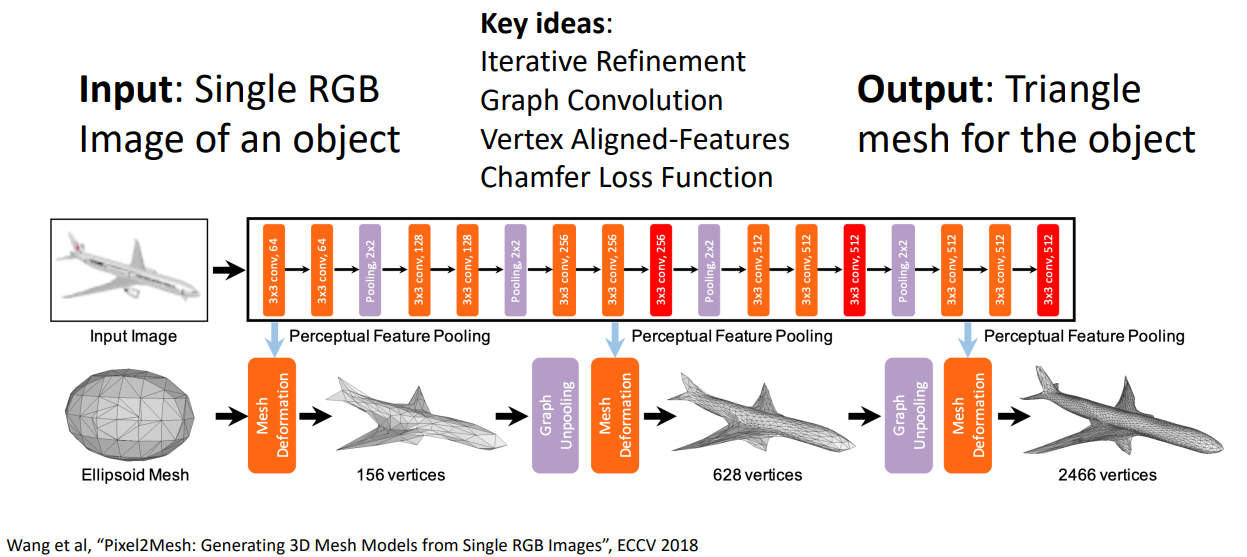 Key ideas:
Iterative Refinement
Graph Convolution
Vertex Aligned-Features
Chamfer Loss Function
Input: Single RGB
Image of an object
Output: Triangle
mesh for the object
3x3 conv, 64
3x3 conv, 64
Pooling, 2x2
3x3 conv, 128
3x3 conv, 128
Pooling, 2x2
3x3 conv, 256
3x3 conv, 256
3x3 conv, 256
Pooling, 2x2
3x3 conv, 512
3x3 conv, 512
3x3 conv, 512
Pooling, 2x2
3x3 conv, 512
3x3 conv, 512
3x3 conv, 512
Input Image
Perceptual Feature Pooling
Perceptual Feature Pooling
Perceptual Feature Pooling
Mesh
Deformation
Graph
Unpooling
Mesh
Deformation
Graph
Unpooling
Mesh
Deformation
Ellipsoid Mesh
156 vertices
628 vertices
2466 vertices
Wang et al, “Pixel2Mesh: Generating 3D Mesh Models from Single RGB Images”, ECCV 2018